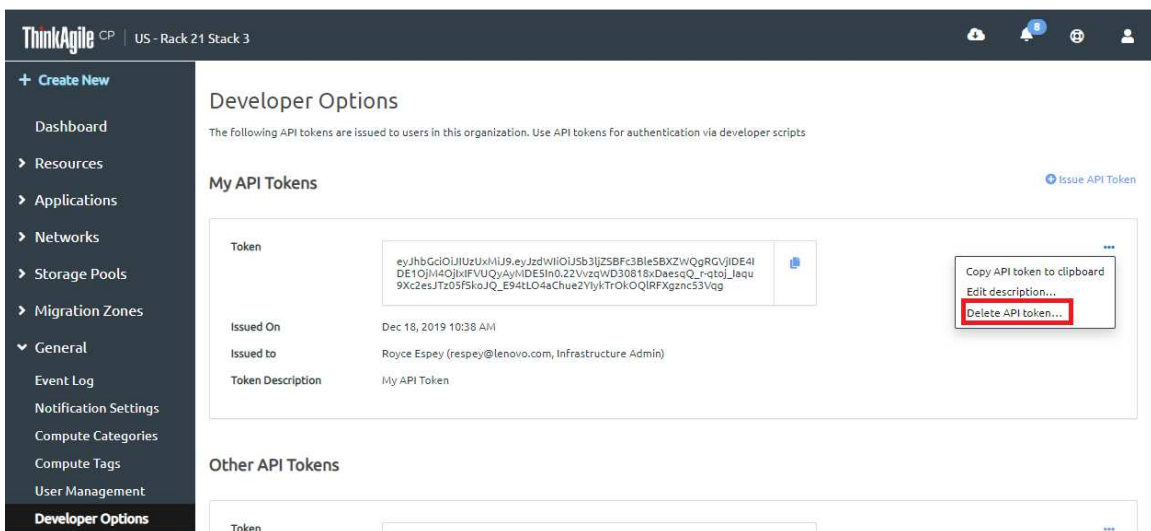 ThinkAgile CP | US - Rack 21 Stack 3
8
+ Create New
Dashboard
Resources
Applications
Networks
Storage Pools
Migration Zones
General
Event Log
Notification Settings
Compute Categories
Compute Tags
User Management
Developer Options
Developer Options
The following API tokens are issued to users in this organization. Use API tokens for authentication via developer scripts
My API Tokens
Issue API Token
Token
Copy API token to clipboard
Edit description...
Delete API token...
Issued On
Dec 18, 2019 10:38 AM
Issued to
Royce Espey (respey@lenovo.com, Infrastructure Admin)
Token Description
My API Token
Other API Tokens
Token